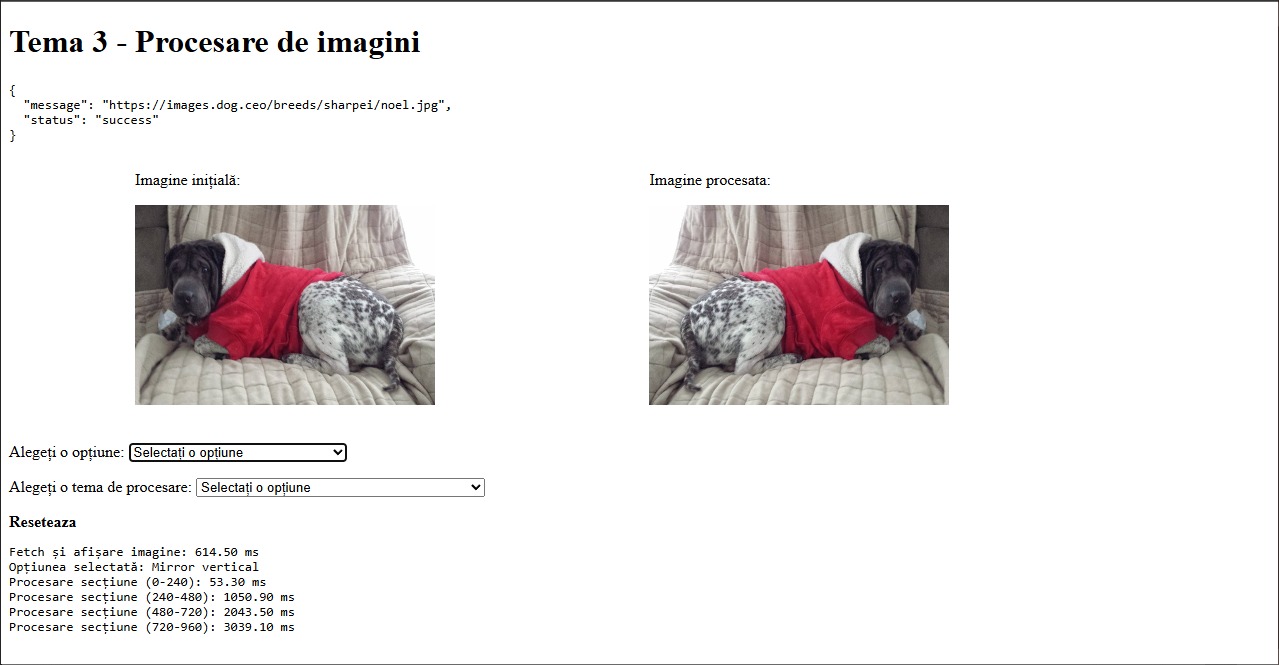 Tema 3 - Procesare de imagini
{
  "message": "https://images.dog.ceo/breeds/sharpei/noel.jpg",
  "status": "success"
}
Imagine inițială:
Imagine procesata:
Alegeți o opțiune: Selectați o opțiune
Alegeți o tema de procesare: Selectați o opțiune
Reseteaza
Fetch și afișare imagine: 614.50 ms
Opțiunea selectată: Mirror vertical
Procesare secțiune (0-240): 53.30 ms
Procesare secțiune (240-480): 1050.90 ms
Procesare secțiune (480-720): 2043.50 ms
Procesare secțiune (720-960): 3039.10 ms